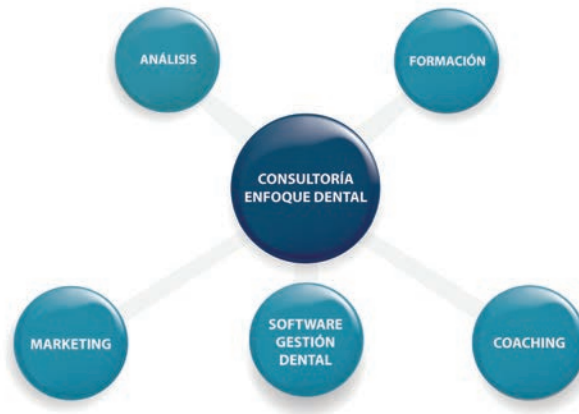 ANÁLISIS
FORMACIÓN
CONSULTORÍA
ENFOQUE DENTAL
MARKETING
SOFTWARE
GESTIÓN
DENTAL
COACHING